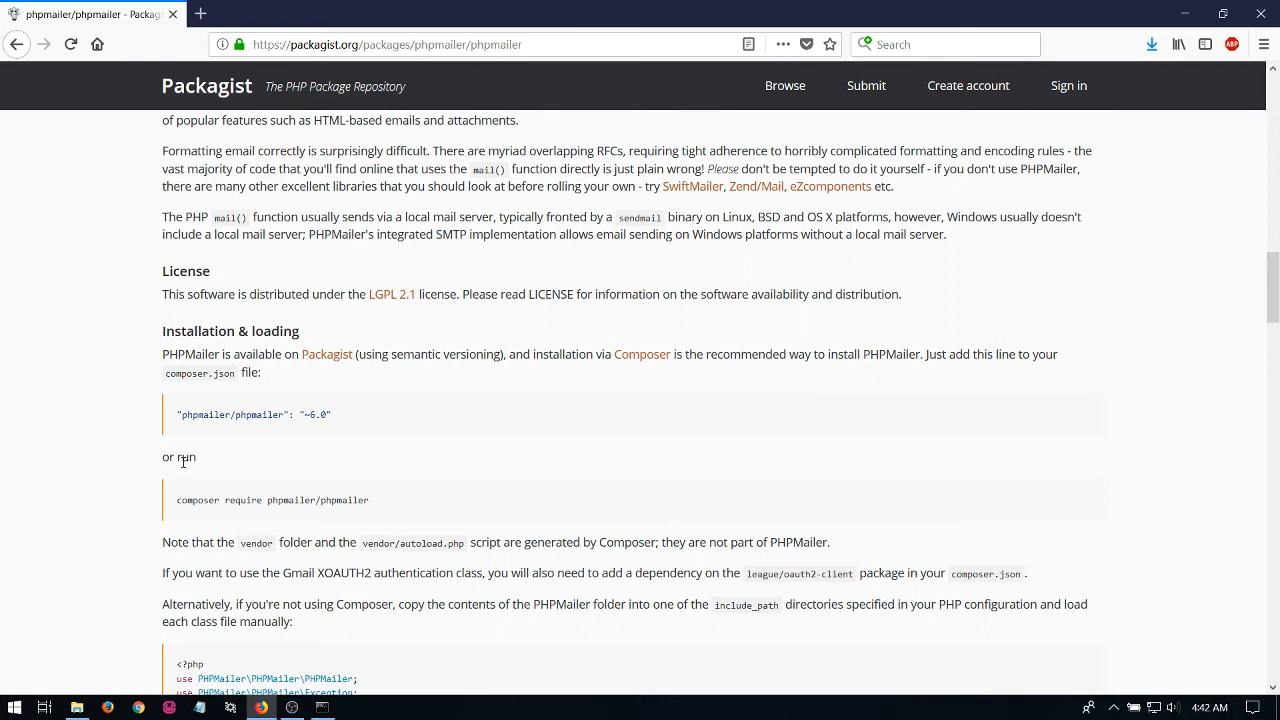 phpmailer/phpmailer - Packag
https://packagist.org/packages/phpmailer/phpmailer
Search
ABP
Packagist The PHP Package Repository
Browse Submit Create account Sign in
of popular features such as HTML-based emails and attachments.
Formatting email correctly is surprisingly difficult. There are myriad overlapping RFCs, requiring tight adherence to horribly complicated formatting and encoding rules - the
vast majority of code that you'll find online that uses the mail() function directly is just plain wrong! Please don't be tempted to do it yourself - if you don't use PHPMailer,
there are many other excellent libraries that you should look at before rolling your own - try SwiftMailer, Zend/Mail, eZcomponents etc.
The PHP mail() function usually sends via a local mail server, typically fronted by a sendmail binary on Linux, BSD and OS X platforms, however, Windows usually doesn't
include a local mail server; PHPMailer's integrated SMTP implementation allows email sending on Windows platforms without a local mail server.
License
This software is distributed under the LGPL 2.1 license. Please read LICENSE for information on the software availability and distribution.
Installation & loading
PHPMailer is available on Packagist (using semantic versioning), and installation via Composer is the recommended way to install PHPMailer. Just add this line to your
composer.json file:
"phpmailer/phpmailer": "~6.0"
or run
composer require phpmailer/phpmailer
Note that the vendor folder and the vendor/autoload.php script are generated by Composer; they are not part of PHPMailer.
If you want to use the Gmail XOAUTH2 authentication class, you will also need to add a dependency on the league/oauth2-client package in your composer.json.
Alternatively, if you're not using Composer, copy the contents of the PHPMailer folder into one of the include_path directories specified in your PHP configuration and load
each class file manually:
<?php
use PHPMailer\PHPMailer\PHPMailer;
use PHPMailer\PHPMailer\Exception;
4:42 AM